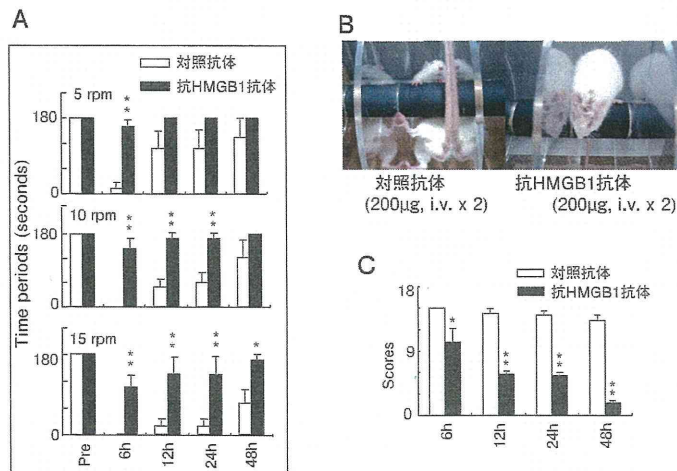 A
対照抗体
抗HMGB1抗体
Time periods (seconds)
5 rpm
180
0
**
10 rpm
180
0
** ** **
15 rpm
180
0
** ** ** *
Pre 6h 12h 24h 48h
B
対照抗体
(200μg, i.v. x 2)
抗HMGB1抗体
(200μg, i.v. x 2)
C
対照抗体
抗HMGB1抗体
Scores
18
9
0
* ** ** **
6h 12h 24h 48h